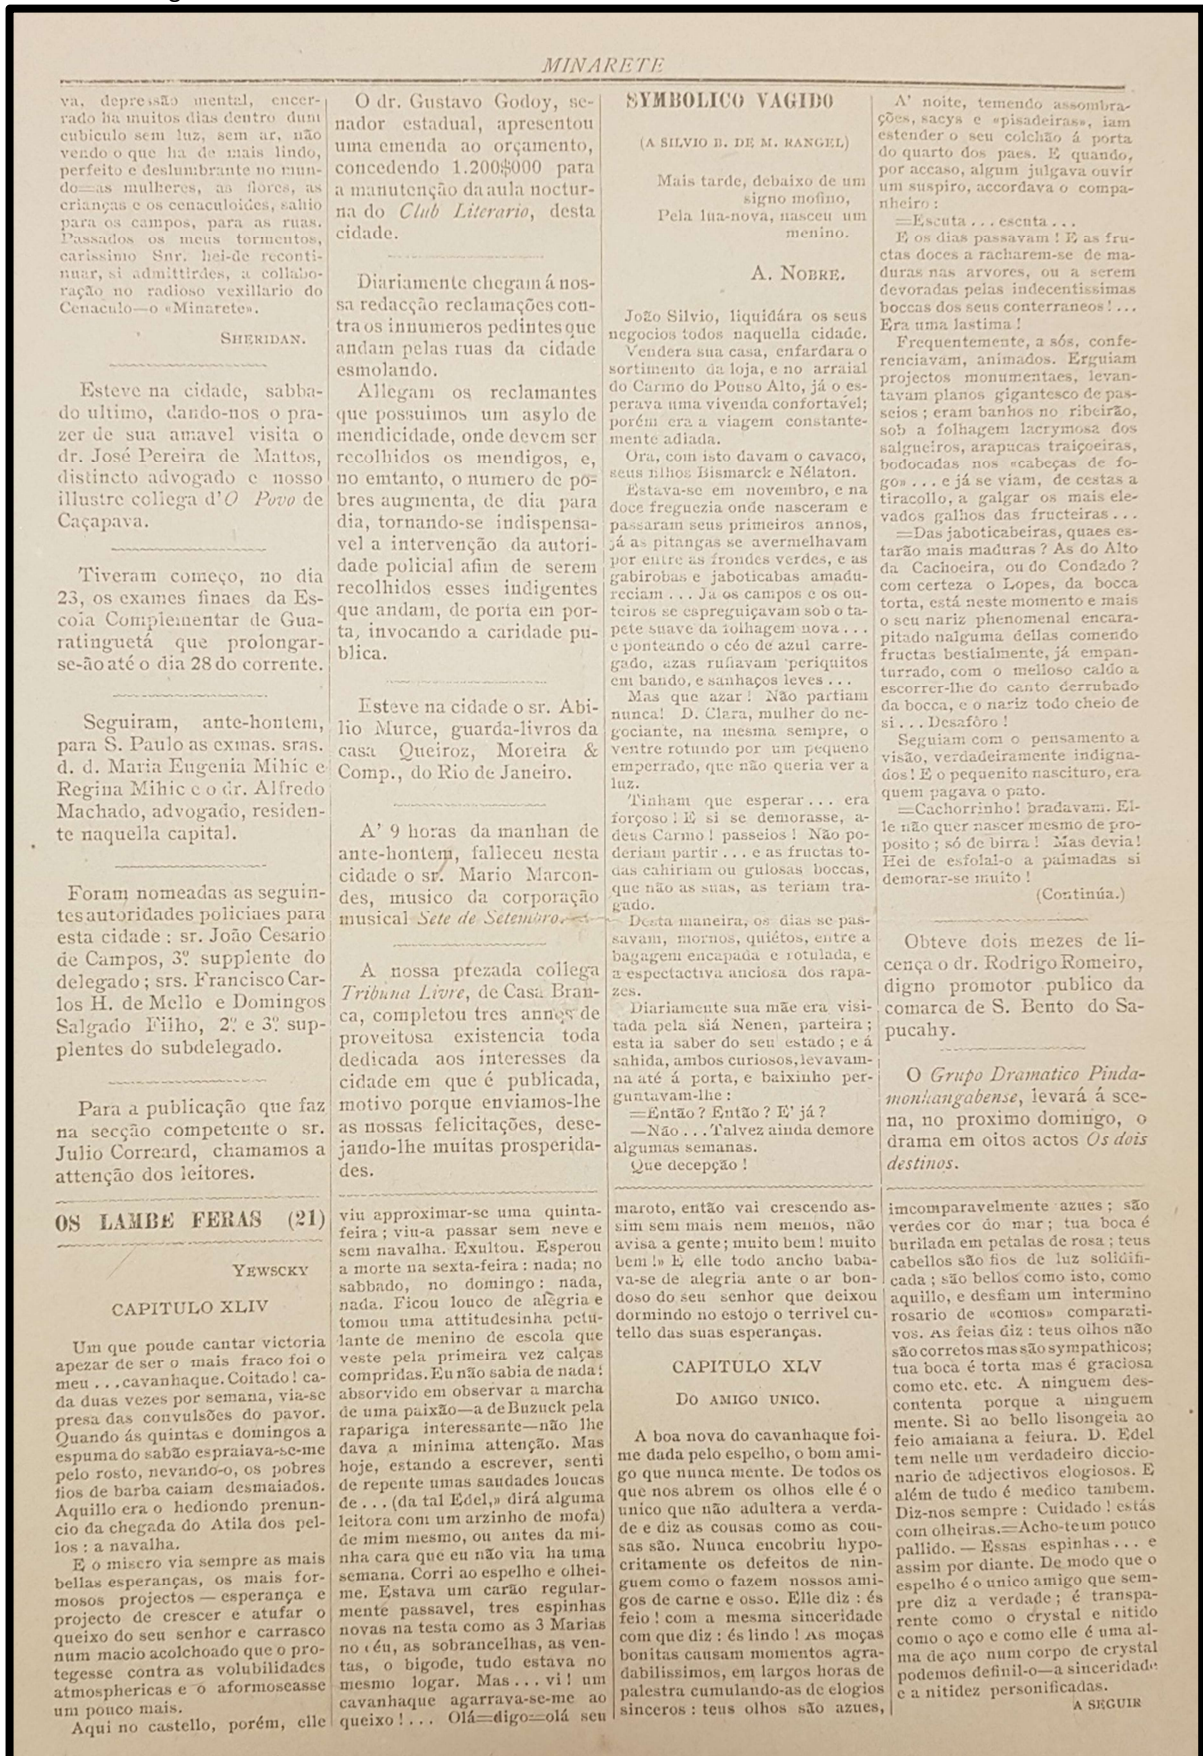 MINARETE
va, depressão mental, encer-
rado ha muitos dias dentro dum
cubiculo sem luz, sem ar, não
vendo o que ha de mais lindo,
perfeito e deslumbrante no mun-
do=as mulheres, as flores, as
crianças e os cenaculoides, sahio
para os campos, para as ruas.
Passados os meus tormentos,
carissimo Snr. hei-de reconti-
nuar, si admittirdes, a collabo-
ração no radioso vexillario do
Cenaculo—o «Minarete».
SHERIDAN.
Esteve na cidade, sabba-
do ultimo, dando-nos o pra-
zer de sua amavel visita o
dr. José Pereira de Mattos,
distincto advogado e nosso
illustre collega d'O Povo de
Caçapava.
Tiveram começo, no dia
23, os exames finaes da Es-
cola Complementar de Gua-
ratinguetá que prolongar-
se-ão até o dia 28 do corrente.
Seguiram, ante-hontem,
para S. Paulo as exmas. sras.
d. d. Maria Eugenia Mihic e
Regina Mihic e o dr. Alfredo
Machado, advogado, residen-
te naquella capital.
Foram nomeadas as seguin-
tes autoridades policiaes para
esta cidade : sr. João Cesario
de Campos, 3º supplente do
delegado ; srs. Francisco Car-
los H. de Mello e Domingos
Salgado Filho, 2º e 3º sup-
plentes do subdelegado.
Para a publicação que faz
na secção competente o sr.
Julio Correard, chamamos a
attenção dos leitores.
O dr. Gustavo Godoy, se-
nador estadual, apresentou
uma emenda ao orçamento,
concedendo 1.200$000 para
a manutenção da aula noctur-
na do Club Literario, desta
cidade.
Diariamente chegam á nos-
sa redacção reclamações con-
tra os innumeros pedintes que
andam pelas ruas da cidade
esmolando.
Allegam os reclamantes
que possuimos um asylo de
mendicidade, onde devem ser
recolhidos os mendigos, e,
no emtanto, o numero de po-
bres augmenta, de dia para
dia, tornando-se indispensa-
vel a intervenção da autori-
dade policial afim de serem
recolhidos esses indigentes
que andam, de porta em por-
ta, invocando a caridade pu-
blica.
Esteve na cidade o sr. Abi-
lio Murce, guarda-livros da
casa Queiroz, Moreira &
Comp., do Rio de Janeiro.
A' 9 horas da manhan de
ante-hontem, falleceu nesta
cidade o sr. Mario Marcon-
des, musico da corporação
musical Sete de Setembro.
A nossa prezada collega
Tribuna Livre, de Casa Bran-
ca, completou tres annos de
proveitosa existencia toda
dedicada aos interesses da
cidade em que é publicada,
motivo porque enviamos-lhe
as nossas felicitações, dese-
jando-lhe muitas prosperida-
des.
SYMBOLICO VAGIDO
(A SILVIO B. DE M. RANGEL)
Mais tarde, debaixo de um
signo mofino,
Pela lua-nova, nasceu um
menino.
A. NOBRE.
João Silvio, liquidára os seus
negocios todos naquella cidade.
Vendera sua casa, enfardara o
sortimento da loja, e no arraial
do Carmo do Pouso Alto, já o es-
perava uma vivenda confortavel;
porém era a viagem constante-
mente adiada.
Ora, com isto davam o cavaco,
seus filhos Bismarck e Nélaton.
Estava-se em novembro, e na
doce freguezia onde nasceram e
passaram seus primeiros annos,
já as pitangas se avermelhavam
por entre as frondes verdes, e as
gabirobas e jaboticabas amadu-
reciam . . . Ja os campos e os ou-
teiros se espreguiçavam sob o ta-
pete suave da folhagem nova . . .
e ponteando o céo de azul carre-
gado, azas ruflavam periquitos
em bando, e sanhaços leves . . .
Mas que azar ! Não partiam
nunca! D. Clara, mulher do ne-
gociante, na mesma sempre, o
ventre rotundo por um pequeno
emperrado, que não queria ver a
luz.
Tinham que esperar . . . era
forçoso ! E si se demorasse, a-
deus Carmo ! passeios ! Não po-
deriam partir . . . e as fructas to-
das cahiriam ou gulosas boccas,
que não as suas, as teriam tra-
gado.
Desta maneira, os dias se pas-
savam, mornos, quiétos, entre a
bagagem encapada e rotulada, e
a espectactiva anciosa dos rapa-
zes.
Diariamente sua mãe era visi-
tada pela siá Nenen, parteira ;
esta ia saber do seu estado ; e á
sahida, ambos curiosos, levavam-
na até á porta, e baixinho per-
guntavam-lhe :
=Então ? Então ? E' já ?
—Não . . . Talvez ainda demore
algumas semanas.
Que decepção !
A' noite, temendo assombra-
ções, sacys e «pisadeiras», iam
estender o seu colchão á porta
do quarto dos paes. E quando,
por accaso, algum julgava ouvir
um suspiro, accordava o compa-
nheiro :
=Escuta . . . escuta . . .
E os dias passavam ! E as fru-
ctas doces a racharem-se de ma-
duras nas arvores, ou a serem
devoradas pelas indecentissimas
boccas dos seus conterraneos ! . . .
Era uma lastima !
Frequentemente, a sós, confe-
renciavam, animados. Erguiam
projectos monumentaes, levan-
tavam planos gigantesco de pas-
seios ; eram banhos no ribeirão,
sob a folhagem lacrymosa dos
salgueiros, arapucas traiçoeiras,
bodocadas nos «cabeças de fo-
go» . . . e já se viam, de cestas a
tiracollo, a galgar os mais ele-
vados galhos das fructeiras . . .
=Das jaboticabeiras, quaes es-
tarão mais maduras ? As do Alto
da Cachoeira, ou do Condado ?
com certeza o Lopes, da bocca
torta, está neste momento e mais
o seu nariz phenomenal encara-
pitado nalguma dellas comendo
fructas bestialmente, já empan-
turrado, com o melloso caldo a
escorrer-lhe do canto derrubado
da bocca, e o nariz todo cheio de
si . . . Desafôro !
Seguiam com o pensamento a
visão, verdadeiramente indigna-
dos ! E o pequenito nascituro, era
quem pagava o pato.
=Cachorrinho! bradavam. El-
le não quer nascer mesmo de pro-
posito ; só de birra ! Mas devia!
Hei de esfolal-o a palmadas si
demorar-se muito !
(Continúa.)
Obteve dois mezes de li-
cença o dr. Rodrigo Romeiro,
digno promotor publico da
comarca de S. Bento do Sa-
pucahy.
O Grupo Dramatico Pinda-
monhangabense, levará á sce-
na, no proximo domingo, o
drama em oitos actos Os dois
destinos.
OS LAMBE FERAS (21)
YEWSCKY
CAPITULO XLIV
Um que poude cantar victoria
apezar de ser o mais fraco foi o
meu . . . cavanhaque. Coitado ! ca-
da duas vezes por semana, via-se
presa das convulsões do pavor.
Quando ás quintas e domingos a
espuma do sabão espraiava-se-me
pelo rosto, nevando-o, os pobres
fios de barba caiam desmaiados.
Aquillo era o hediondo prenun-
cio da chegada do Atila dos pel-
los : a navalha.
E o misero via sempre as mais
bellas esperanças, os mais for-
mosos projectos — esperança e
projecto de crescer e atufar o
queixo do seu senhor e carrasco
num macio acolchoado que o pro-
tegesse contra as volubilidades
atmosphericas e o aformoseasse
um pouco mais.
Aqui no castello, porém, elle
viu approximar-se uma quinta-
feira ; viu-a passar sem neve e
sem navalha. Exultou. Esperou
a morte na sexta-feira : nada; no
sabbado, no domingo : nada,
nada. Ficou louco de alegria e
tomou uma attitudesinha petu-
lante de menino de escola que
veste pela primeira vez calças
compridas. Eu não sabia de nada!
absorvido em observar a marcha
de uma paixão—a de Buzuck pela
rapariga interessante—não lhe
dava a minima attenção. Mas
hoje, estando a escrever, senti
de repente umas saudades loucas
de . . . (da tal Edel,» dirá alguma
leitora com um arzinho de mofa)
de mim mesmo, ou antes da mi-
nha cara que eu não via ha uma
semana. Corri ao espelho e olhei-
me. Estava um carão regular-
mente passavel, tres espinhas
novas na testa como as 3 Marias
no céu, as sobrancelhas, as ven-
tas, o bigode, tudo estava no
mesmo logar. Mas . . . vi ! um
cavanhaque agarrava-se-me ao
queixo ! . . . Olá=digo=olá seu
maroto, então vai crescendo as-
sim sem mais nem menos, não
avisa a gente; muito bem ! muito
bem !» E elle todo ancho baba-
va-se de alegria ante o ar bon-
doso do seu senhor que deixou
dormindo no estojo o terrivel cu-
tello das suas esperanças.
CAPITULO XLV
DO AMIGO UNICO.
A boa nova do cavanhaque foi-
me dada pelo espelho, o bom ami-
go que nunca mente. De todos os
que nos abrem os olhos elle é o
unico que não adultera a verda-
de e diz as cousas como as cou-
sas são. Nunca encobriu hypo-
critamente os defeitos de nin-
guem como o fazem nossos ami-
gos de carne e osso. Elle diz : és
feio ! com a mesma sinceridade
com que diz : és lindo ! As moças
bonitas causam momentos agra-
dabilissimos, em largos horas de
palestra cumulando-as de elogios
sinceros : teus olhos são azues,
imcomparavelmente azues ; são
verdes cor do mar ; tua boca é
burilada em petalas de rosa ; teus
cabellos são fios de luz solidifi-
cada ; são bellos como isto, como
aquillo, e desfiam um intermino
rosario de «comos» comparati-
vos. As feias diz : teus olhos não
são corretos mas são sympathicos;
tua boca é torta mas é graciosa
como etc. etc. A ninguem des-
contenta porque a ninguem
mente. Si ao bello lisongeia ao
feio amaiana a feiura. D. Edel
tem nelle um verdadeiro diccio-
nario de adjectivos elogiosos. E
além de tudo é medico tambem.
Diz-nos sempre : Cuidado ! estás
com olheiras.=Acho-te um pouco
pallido. — Essas espinhas . . . e
assim por diante. De modo que o
espelho é o unico amigo que sem-
pre diz a verdade ; é transpa-
rente como o crystal e nitido
como o aço e como elle é uma al-
ma de aço num corpo de crystal
podemos definil-o—a sinceridade
e a nitidez personificadas.
A SEGUIR